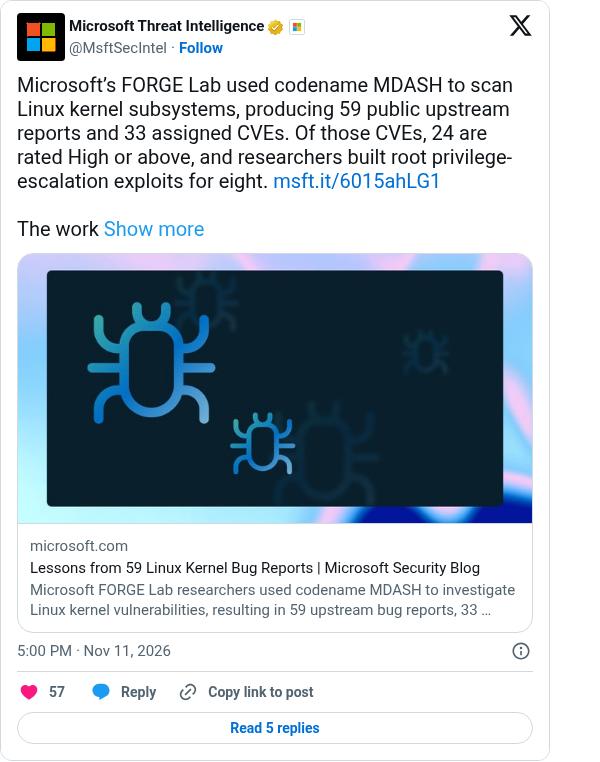 Microsoft Threat Intelligence
@MsftSecIntel · Follow
Microsoft’s FORGE Lab used codename MDASH to scan
Linux kernel subsystems, producing 59 public upstream
reports and 33 assigned CVEs. Of those CVEs, 24 are
rated High or above, and researchers built root privilege-
escalation exploits for eight. msft.it/6015ahLG1
The work Show more
microsoft.com
Lessons from 59 Linux Kernel Bug Reports | Microsoft Security Blog
Microsoft FORGE Lab researchers used codename MDASH to investigate
Linux kernel vulnerabilities, resulting in 59 upstream bug reports, 33 …
5:00 PM · Nov 11, 2026
57 Reply Copy link to post
Read 5 replies